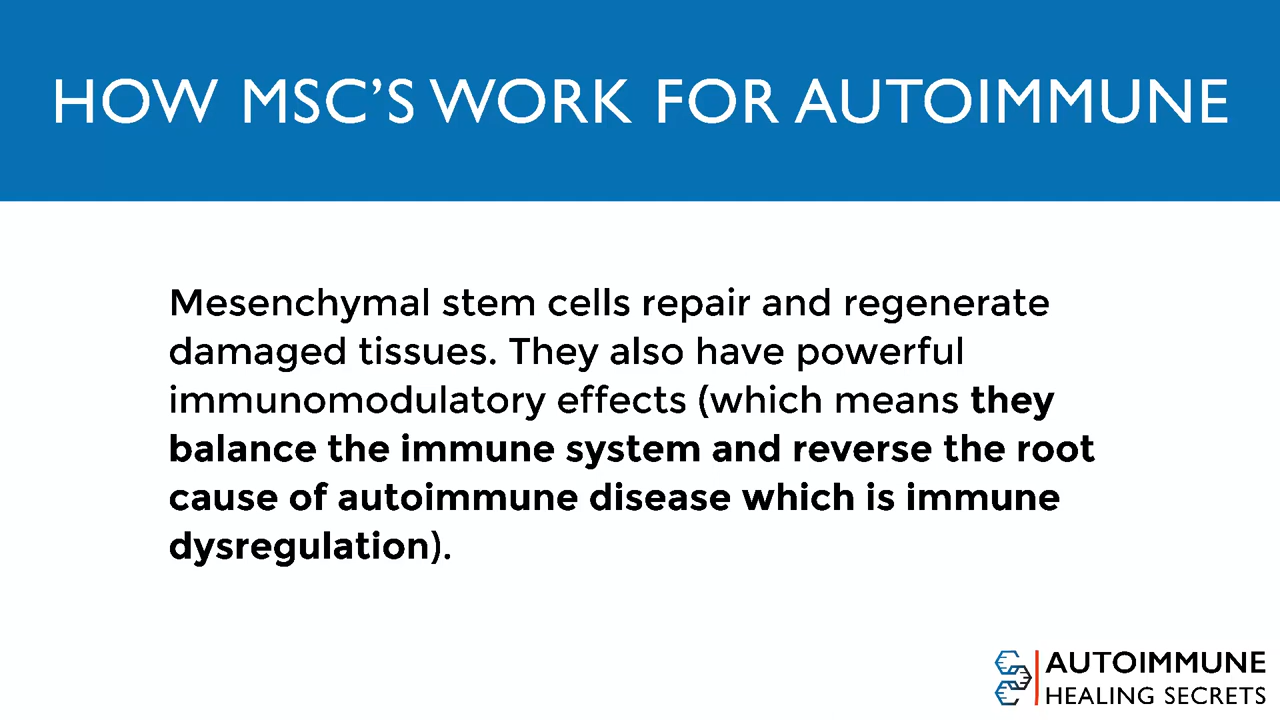 HOW MSC'S WORK FOR AUTOIMMUNE
Mesenchymal stem cells repair and regenerate
damaged tissues. They also have powerful
immunomodulatory effects (which means they
balance the immune system and reverse the root
cause of autoimmune disease which is immune
dysregulation).
AUTOIMMUNE
HEALING SECRETS